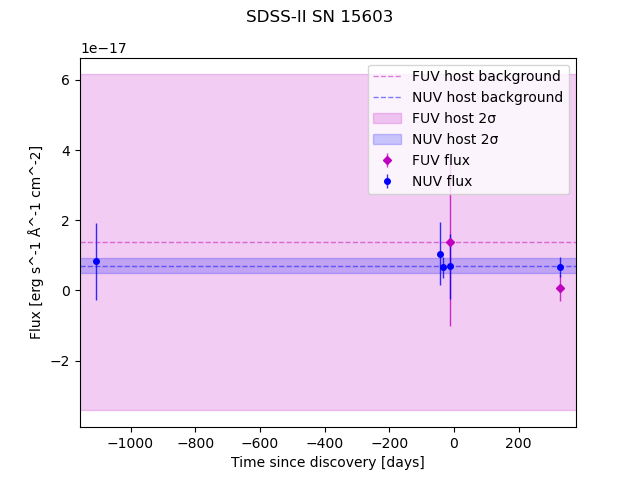 SDSS-II SN 15603
1e−17
FUV host background
NUV host background
FUV host 2σ
NUV host 2σ
FUV flux
NUV flux
6
4
2
0
−2
Flux [erg s^-1 Å^-1 cm^-2]
−1000 −800 −600 −400 −200 0 200
Time since discovery [days]